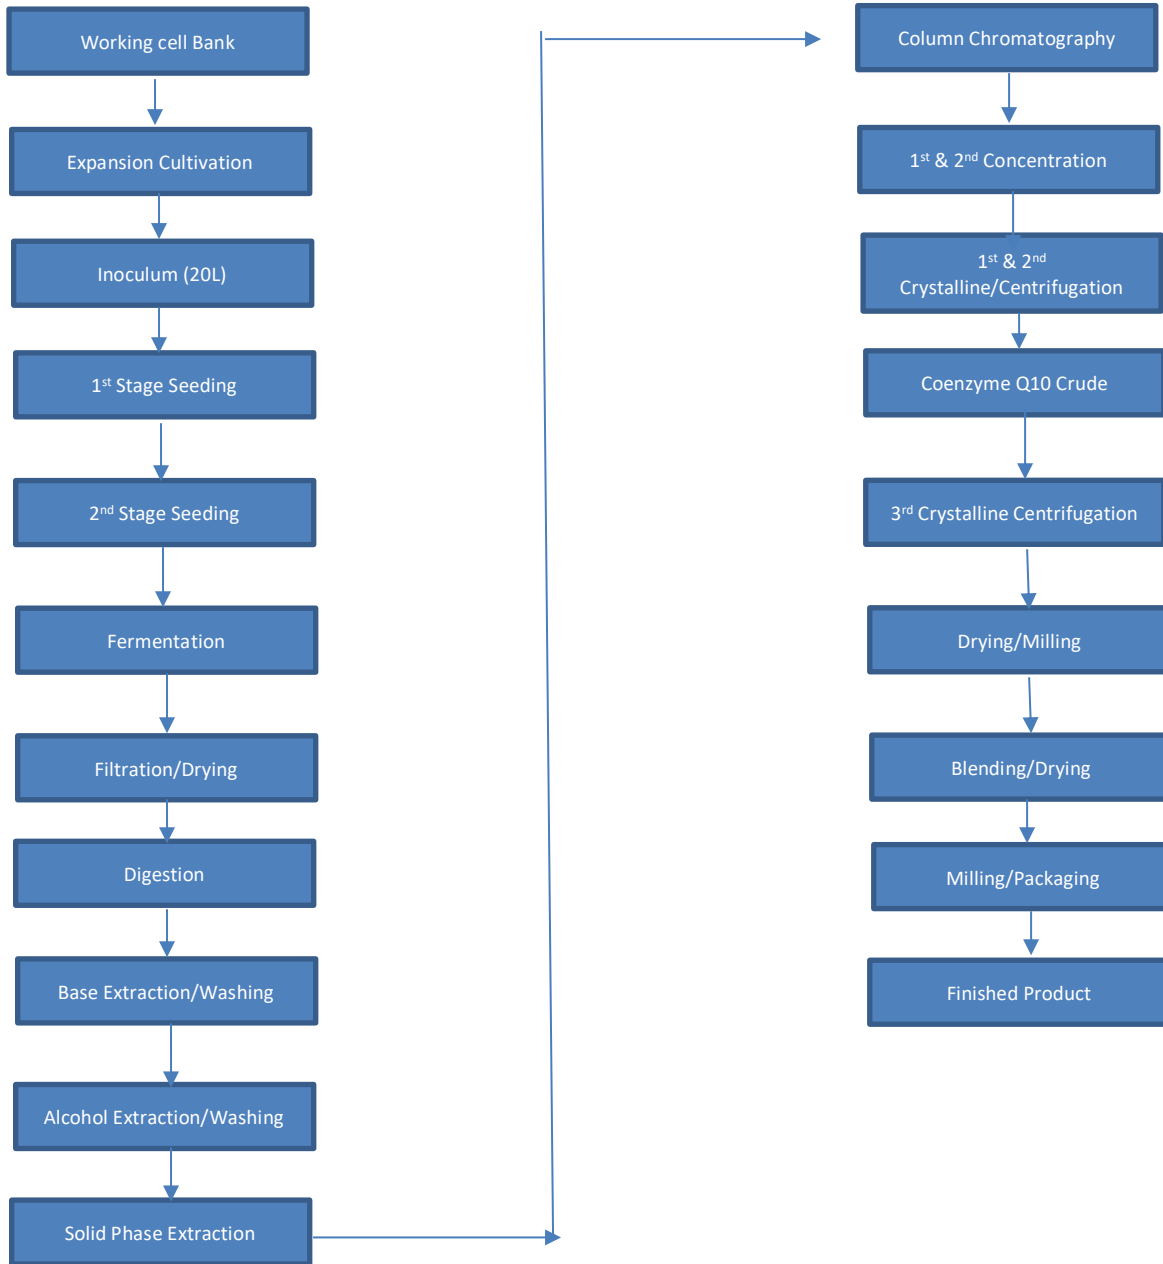 Working cell Bank
Expansion Cultivation
Inoculum (20L)
1st Stage Seeding
2nd Stage Seeding
Fermentation
Filtration/Drying
Digestion
Base Extraction/Washing
Alcohol Extraction/Washing
Solid Phase Extraction
Column Chromatography
1st & 2nd Concentration
1st & 2nd
Crystalline/Centrifugation
Coenzyme Q10 Crude
3rd Crystalline Centrifugation
Drying/Milling
Blending/Drying
Milling/Packaging
Finished Product